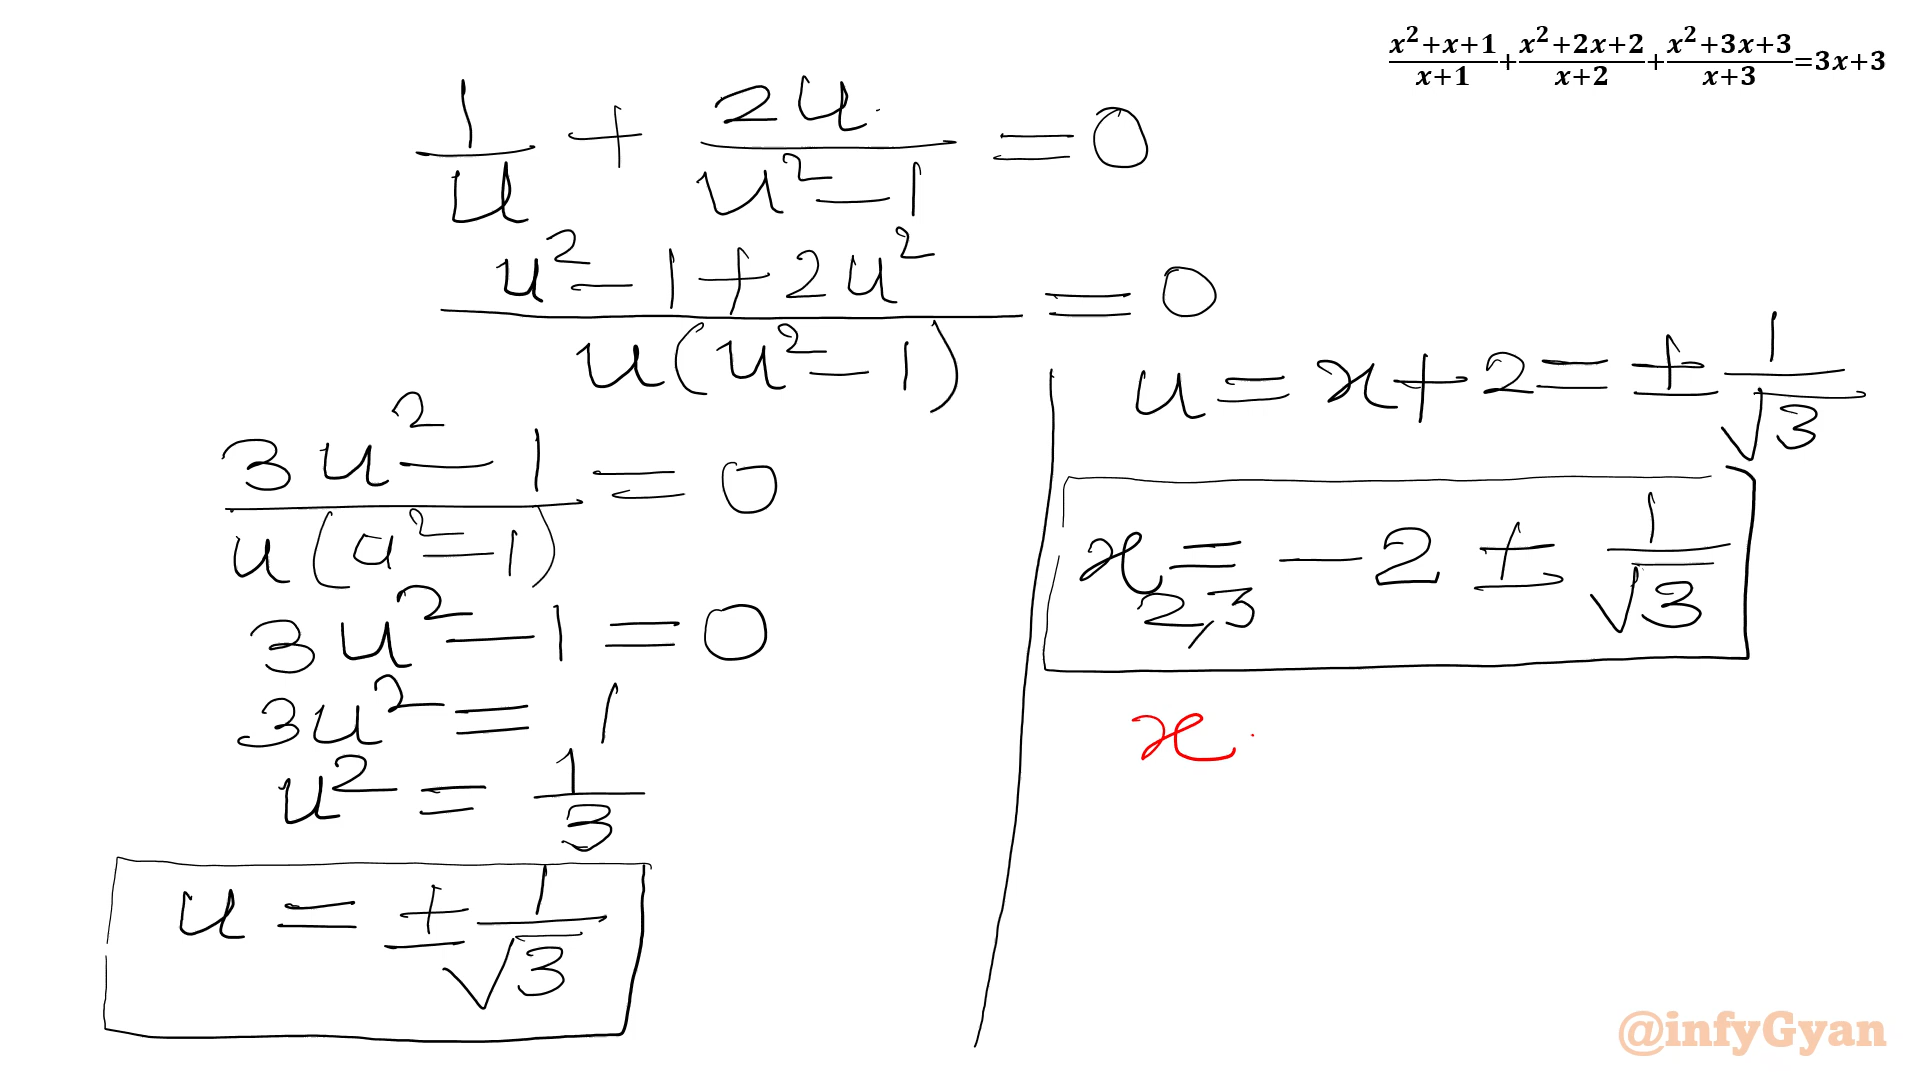 x²+x+1/x+1 + x²+2x+2/x+2 + x²+3x+3/x+3 = 3x+3
1/u + 2u/u²-1 = 0
u²-1+2u²/u(u²-1) = 0
3u²-1/u(u²-1) = 0
3u²-1 = 0
3u² = 1
u² = 1/3
u = ± 1/√3
u = x+2 = ± 1/√3
x₂,₃ = -2 ± 1/√3
x
@infyGyan